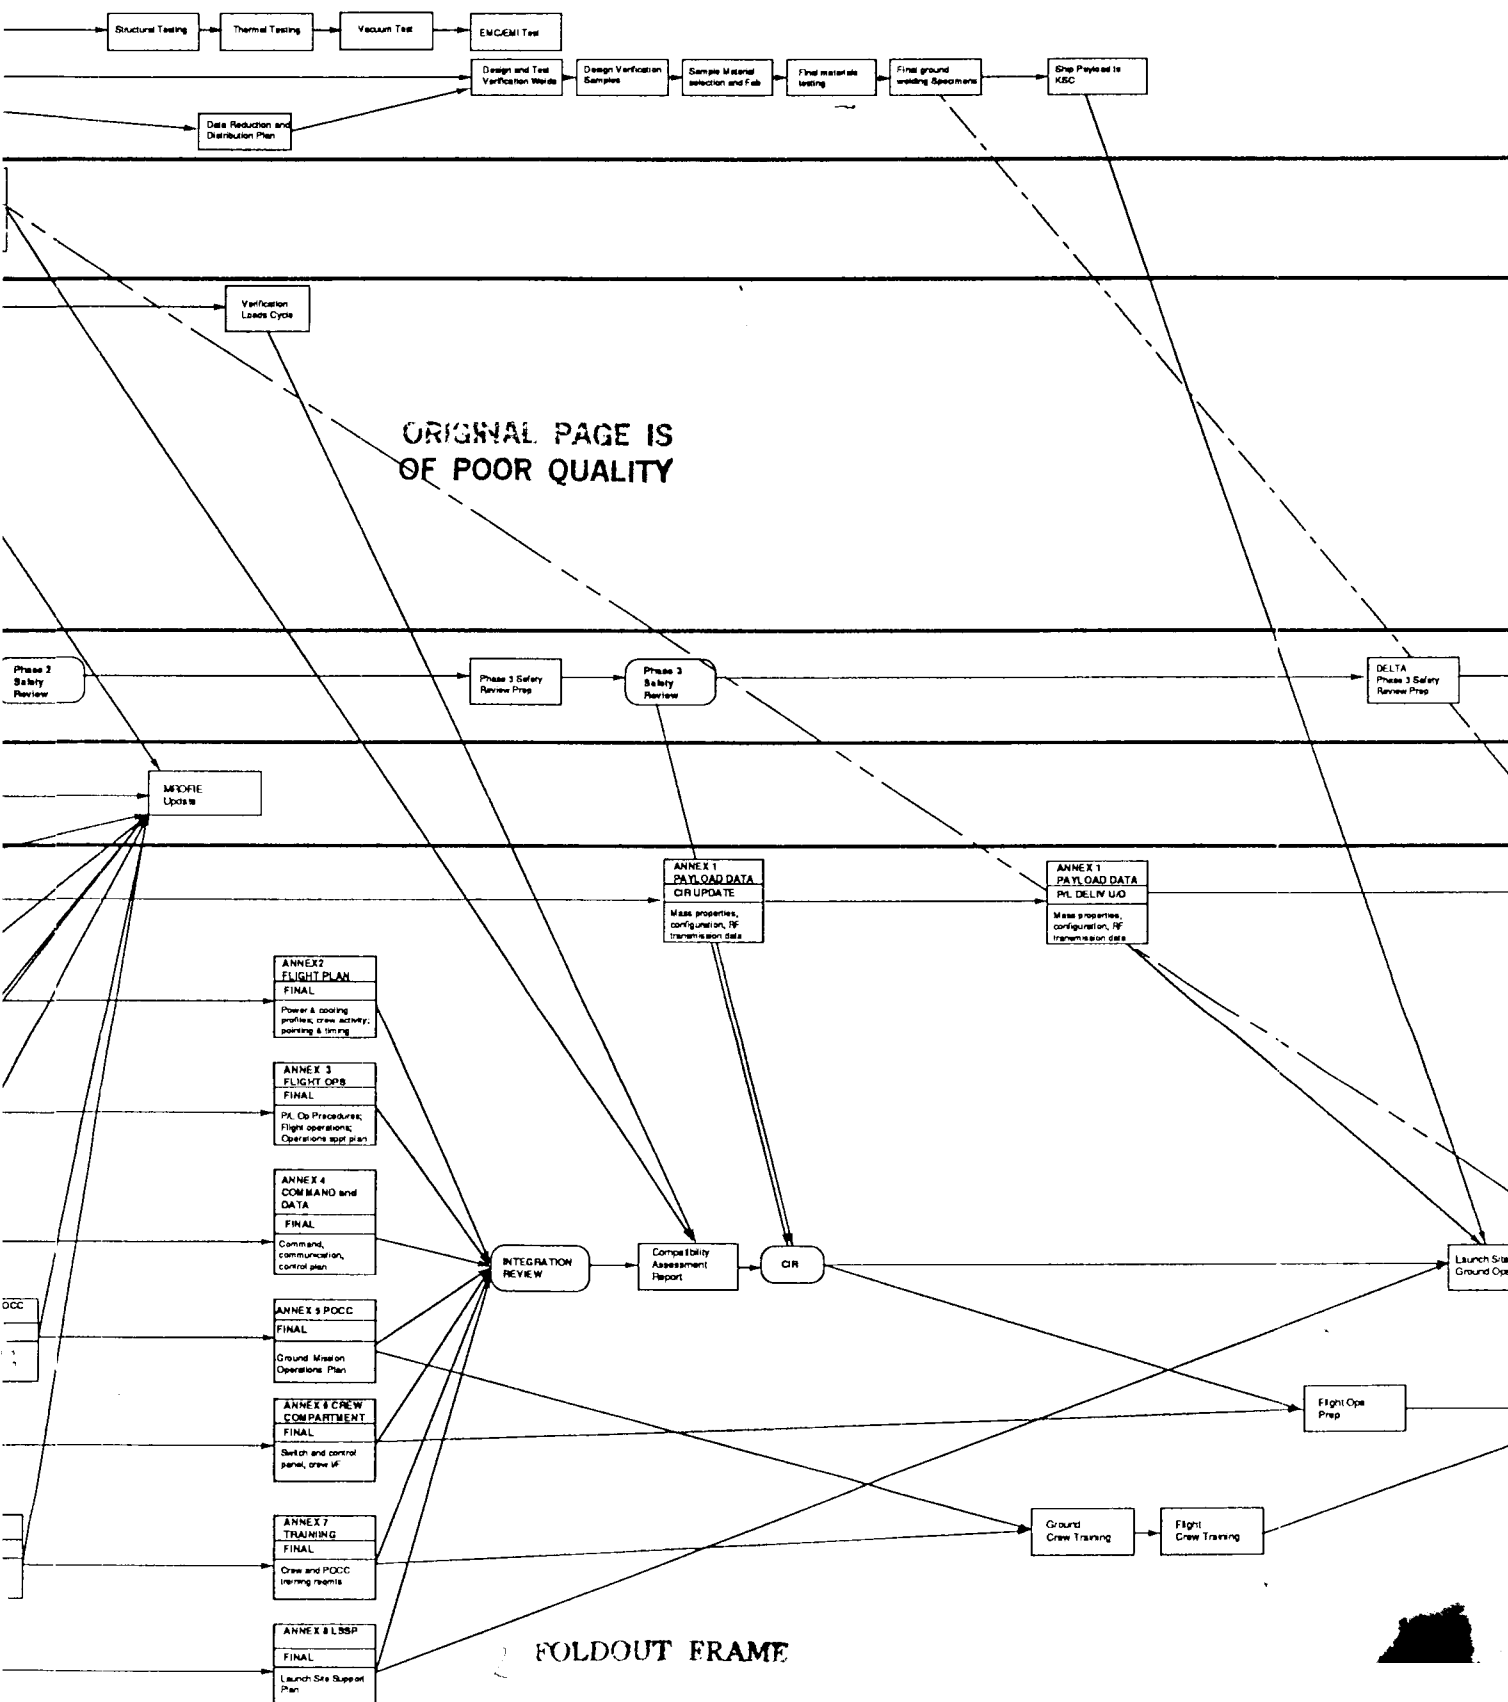 Structural Testing
Thermal Testing
Vacuum Test
EMC/EMI Test
Design and Test
Verification Welds
Design Verification
Samples
Sample Material
selection and Fab
Final materials
testing
Final ground
welding Specimens
Ship Payload to
KSC
Data Reduction and
Distribution Plan
Verification
Loads Cycle
ORIGINAL PAGE IS
OF POOR QUALITY
Phase 2
Safety
Review
Phase 3 Safety
Review Prep
Phase 3
Safety
Review
DELTA
Phase 3 Safety
Review Prep
MROFIE
Update
ANNEX 1
PAYLOAD DATA
CIR UPDATE
Mass properties,
configuration, RF
transmission data
ANNEX 1
PAYLOAD DATA
P/L DELIV U/D
Mass properties,
configuration, RF
transmission data
ANNEX2
FLIGHT PLAN
FINAL
Power & cooling
profiles; crew activity;
pointing & timing
ANNEX 3
FLIGHT OPS
FINAL
P/L Op Procedures;
Flight operations;
Operations sppt plan
ANNEX 4
COMMAND and
DATA
FINAL
Command,
communication,
control plan
INTEGRATION
REVIEW
Compatibility
Assessment
Report
CIR
Launch Site
Ground Ops
OCC
ANNEX 5 POCC
FINAL
Ground Mission
Operations Plan
ANNEX 6 CREW
COMPARTMENT
FINAL
Switch and control
panel, crew I/F
Flight Ops
Prep
ANNEX 7
TRAINING
FINAL
Crew and POCC
training reqmts
Ground
Crew Training
Flight
Crew Training
ANNEX 8 LSSP
FINAL
Launch Site Support
Plan
FOLDOUT FRAME